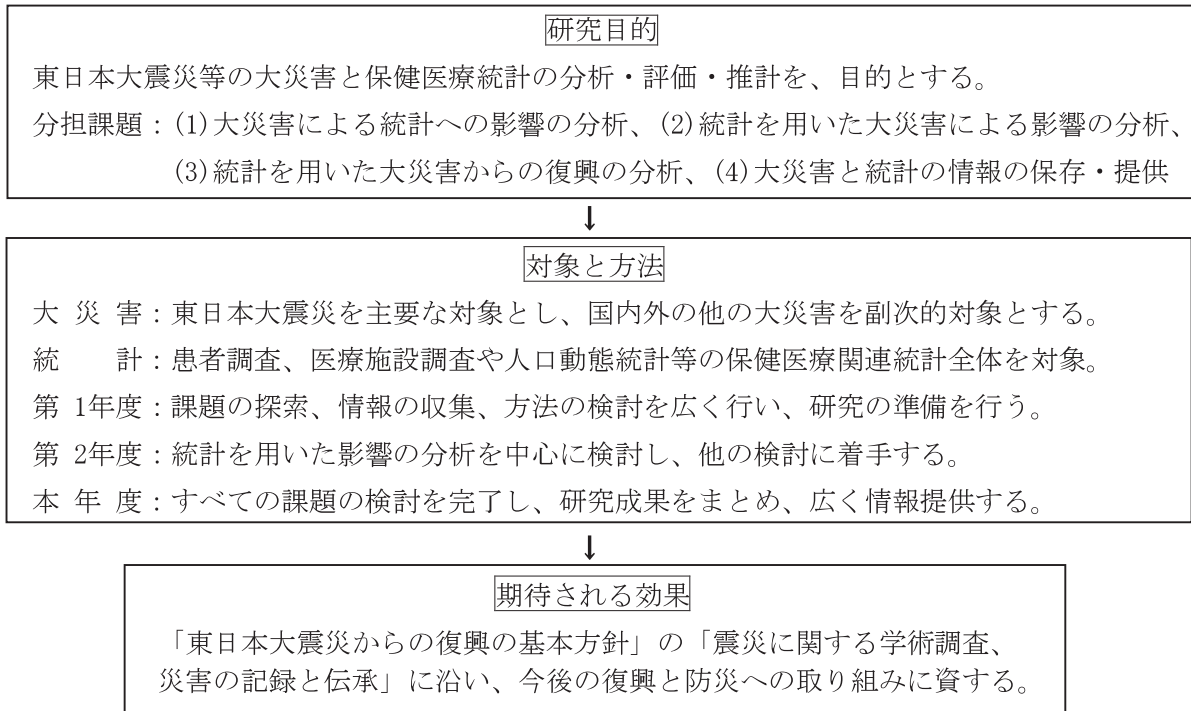 研究目的
東日本大震災等の大災害と保健医療統計の分析・評価・推計を、目的とする。
分担課題：(1)大災害による統計への影響の分析、(2)統計を用いた大災害による影響の分析、
(3)統計を用いた大災害からの復興の分析、(4)大災害と統計の情報の保存・提供
↓
対象と方法
大 災 害：東日本大震災を主要な対象とし、国内外の他の大災害を副次的対象とする。
統　　計：患者調査、医療施設調査や人口動態統計等の保健医療関連統計全体を対象。
第 1年度：課題の探索、情報の収集、方法の検討を広く行い、研究の準備を行う。
第 2年度：統計を用いた影響の分析を中心に検討し、他の検討に着手する。
本 年 度：すべての課題の検討を完了し、研究成果をまとめ、広く情報提供する。
↓
期待される効果
「東日本大震災からの復興の基本方針」の「震災に関する学術調査、
災害の記録と伝承」に沿い、今後の復興と防災への取り組みに資する。